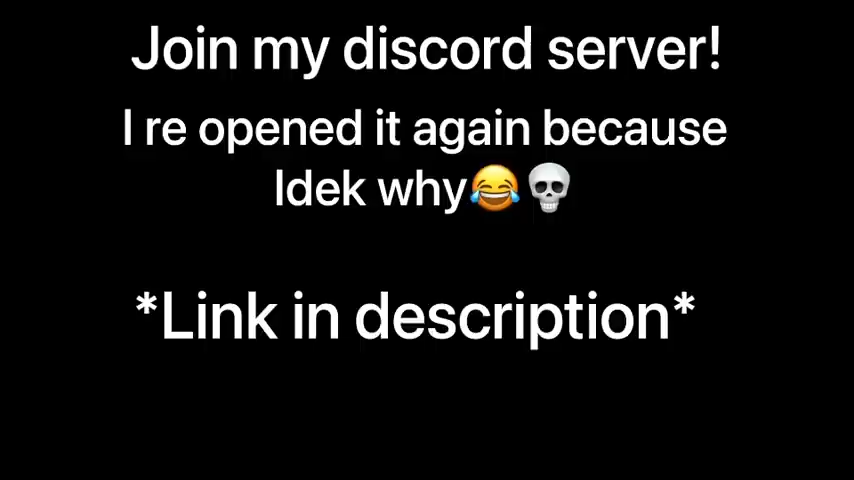 Join my discord server!
I re opened it again because
Idek why😂💀
*Link in description*